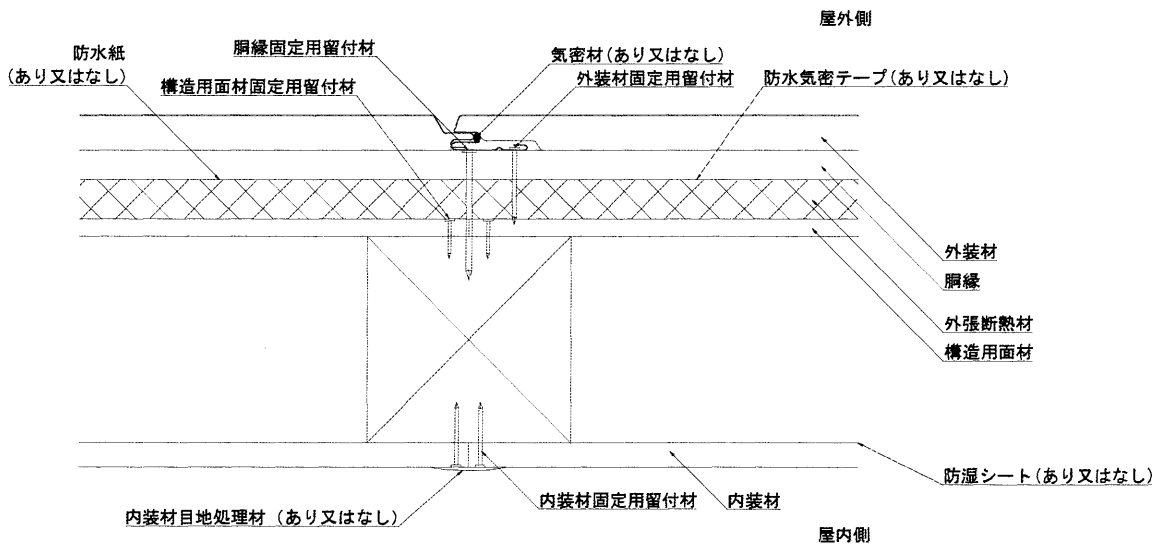 屋外側
防水紙
(あり又はなし)
胴縁固定用留付材
構造用面材固定用留付材
気密材(あり又はなし)
外装材固定用留付材
防水気密テープ(あり又はなし)
外装材
胴縁
外張断熱材
構造用面材
防湿シート(あり又はなし)
内装材固定用留付材
内装材
内装材目地処理材 (あり又はなし)
屋内側